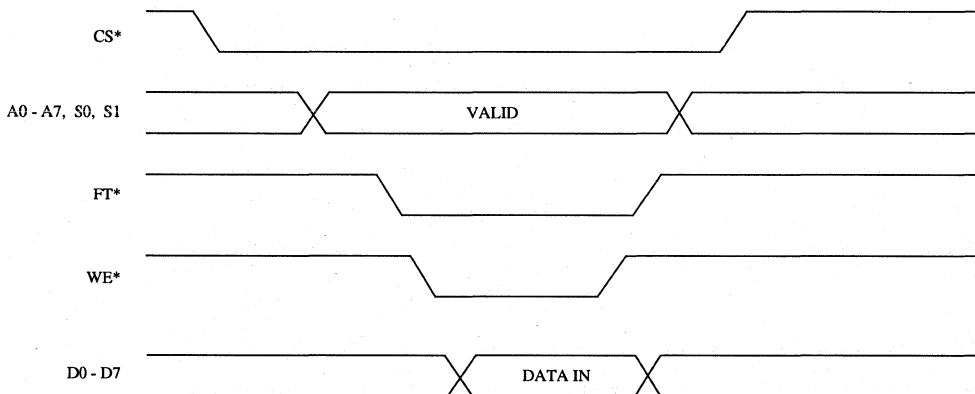 CS*
A0 - A7, S0, S1
VALID
FT*
WE*
D0 - D7
DATA IN